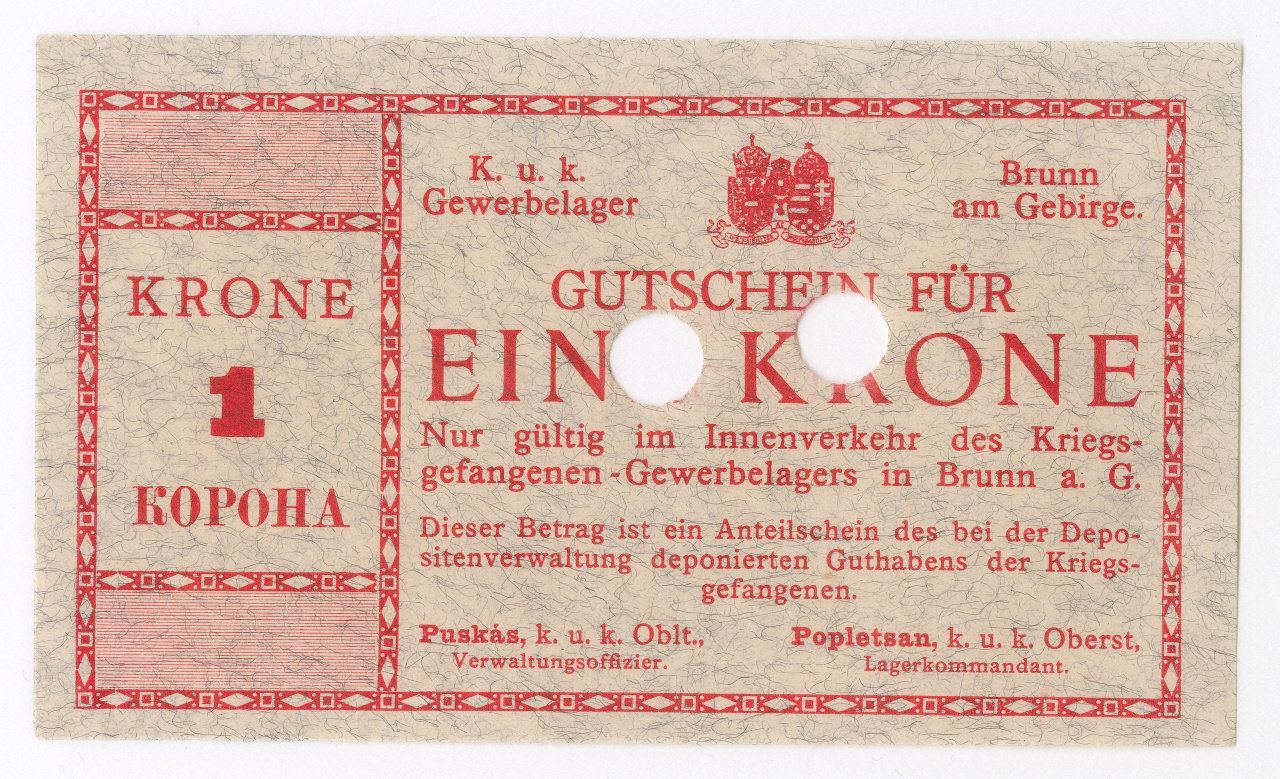 KRONE
1
КОРОНА
K. u. k.
Gewerbelager
Brunn
am Gebirge.
GUTSCHEIN FÜR
EINE KRONE
Nur gültig im Innenverkehr des Kriegs-
gefangenen-Gewerbelagers in Brunn a. G.
Dieser Betrag ist ein Anteilschein des bei der Depo-
sitenverwaltung deponierten Guthabens der Kriegs-
gefangenen.
Puskás, k. u. k. Oblt.,
Verwaltungsoffizier.
Popletsan, k. u. k. Oberst,
Lagerkommandant.